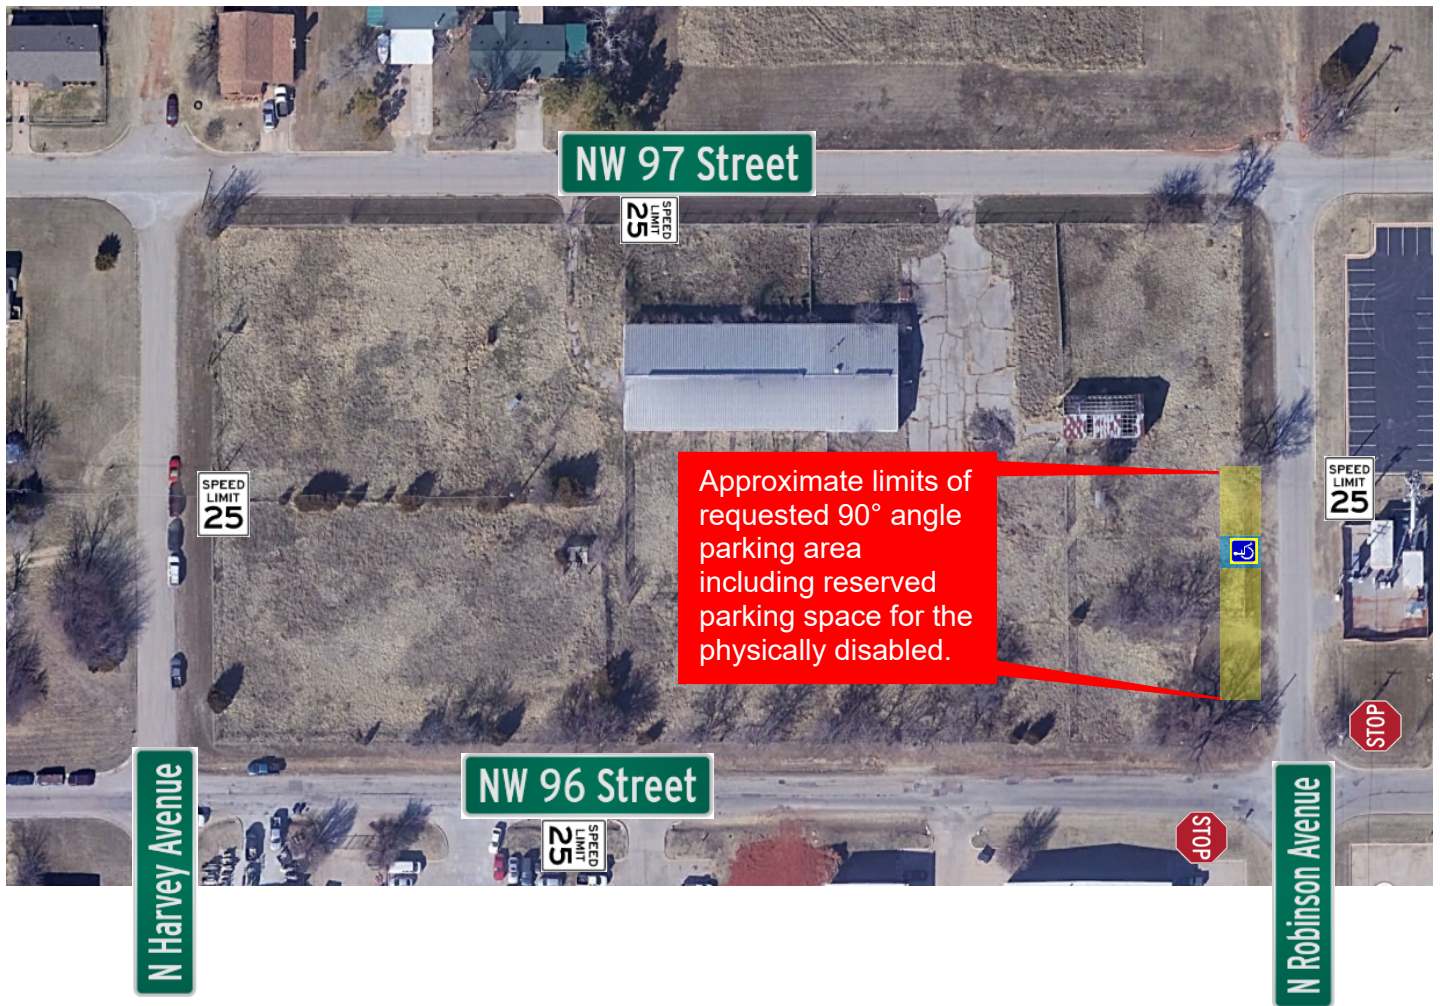 NW 97 Street
SPEED
LIMIT
25
SPEED
LIMIT
25
Approximate limits of
requested 90° angle
parking area
including reserved
parking space for the
physically disabled.
SPEED
LIMIT
25
STOP
NW 96 Street
SPEED
LIMIT
25
STOP
N Harvey Avenue
N Robinson Avenue